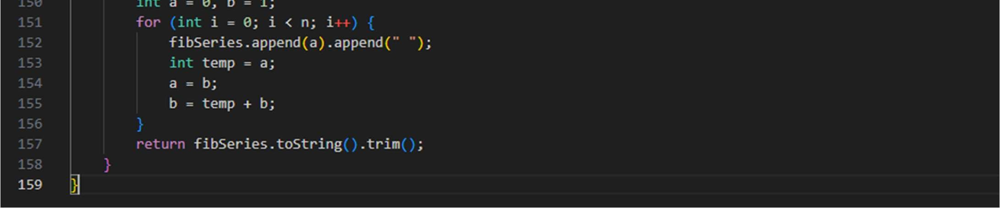 150 int a = 0, b = 1;
151 for (int i = 0; i < n; i++) {
152 fibSeries.append(a).append(" ");
153 int temp = a;
154 a = b;
155 b = temp + b;
156 }
157 return fibSeries.toString().trim();
158 }
159 }